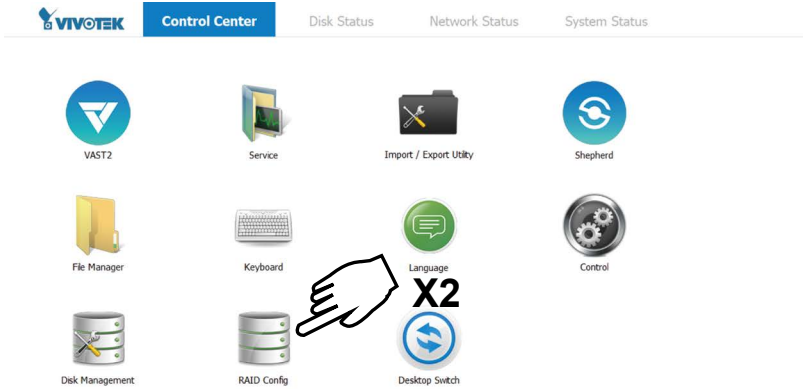 VIVOTEK Control Center Disk Status Network Status System Status
VAST2 Service Import / Export Utility Shepherd
File Manager Keyboard Language Control
X2
Disk Management RAID Config Desktop Switch